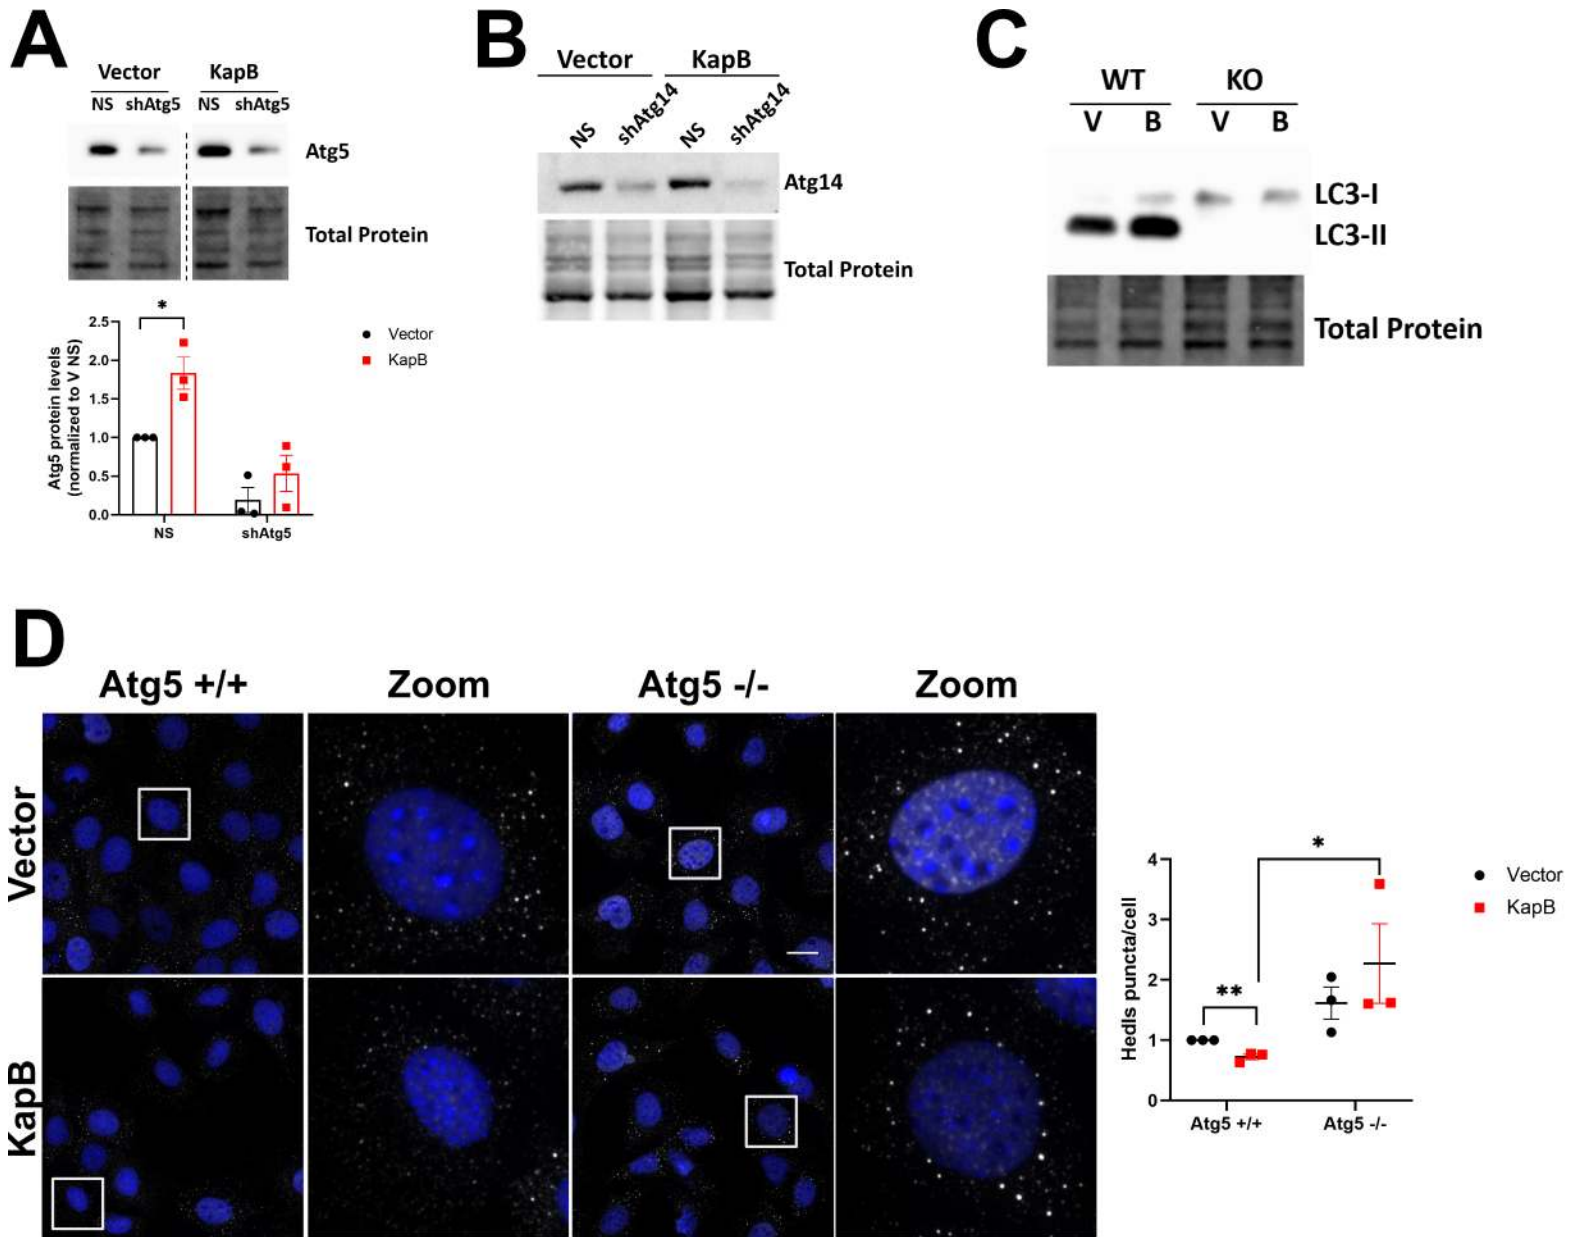 A
Vector KapB
NS shAtg5 NS shAtg5
Atg5
Total Protein
*
2.5
2.0
1.5
1.0
0.5
0.0
Atg5 protein levels
(normalized to V NS)
NS shAtg5
Vector
KapB
B
Vector KapB
NS shAtg14 NS shAtg14
Atg14
Total Protein
C
WT KO
V B V B
LC3-I
LC3-II
Total Protein
D
Atg5 +/+ Zoom Atg5 -/- Zoom
Vector
KapB
*
**
4
3
2
1
0
Hedls puncta/cell
Atg5 +/+ Atg5 -/-
Vector
KapB